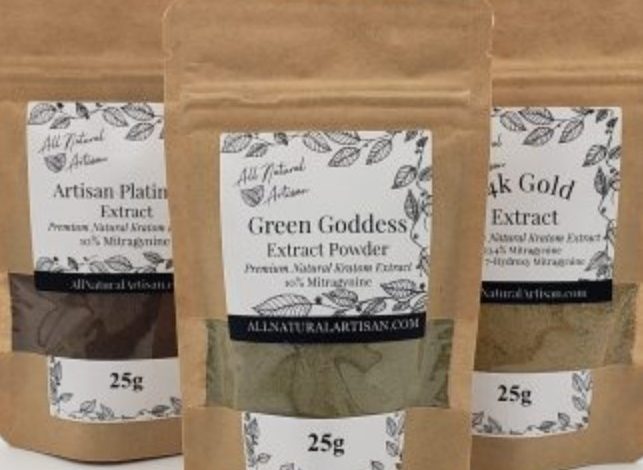 All Natural
Artisan
Artisan Platin
Extract
Premium Natural Kratom
10% Mitragynine
AllNaturalArtisan.
25g
All Natural
Artisan
Green Goddess
Extract Powder
Premium Natural Kratom Extract
10% Mitragynine
ALLNATURALARTISAN.COM
25g
4k Gold
Extract
Natural Kratom Extract
Mitragynine
7-Hydroxy Mitragynine
NaturalArtisan.com
25g